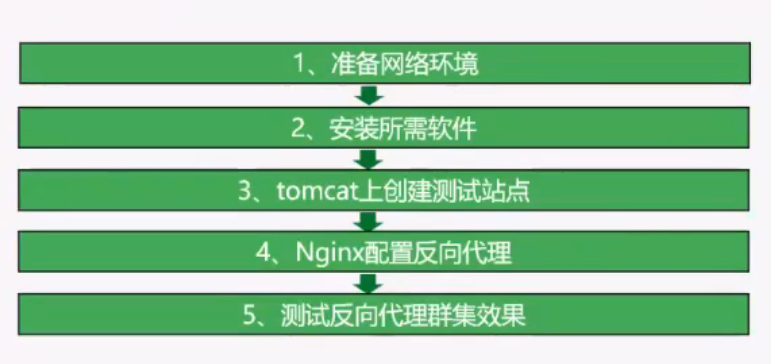 1、准备网络环境
2、安装所需软件
3、tomcat上创建测试站点
4、Nginx配置反向代理
5、测试反向代理群集效果